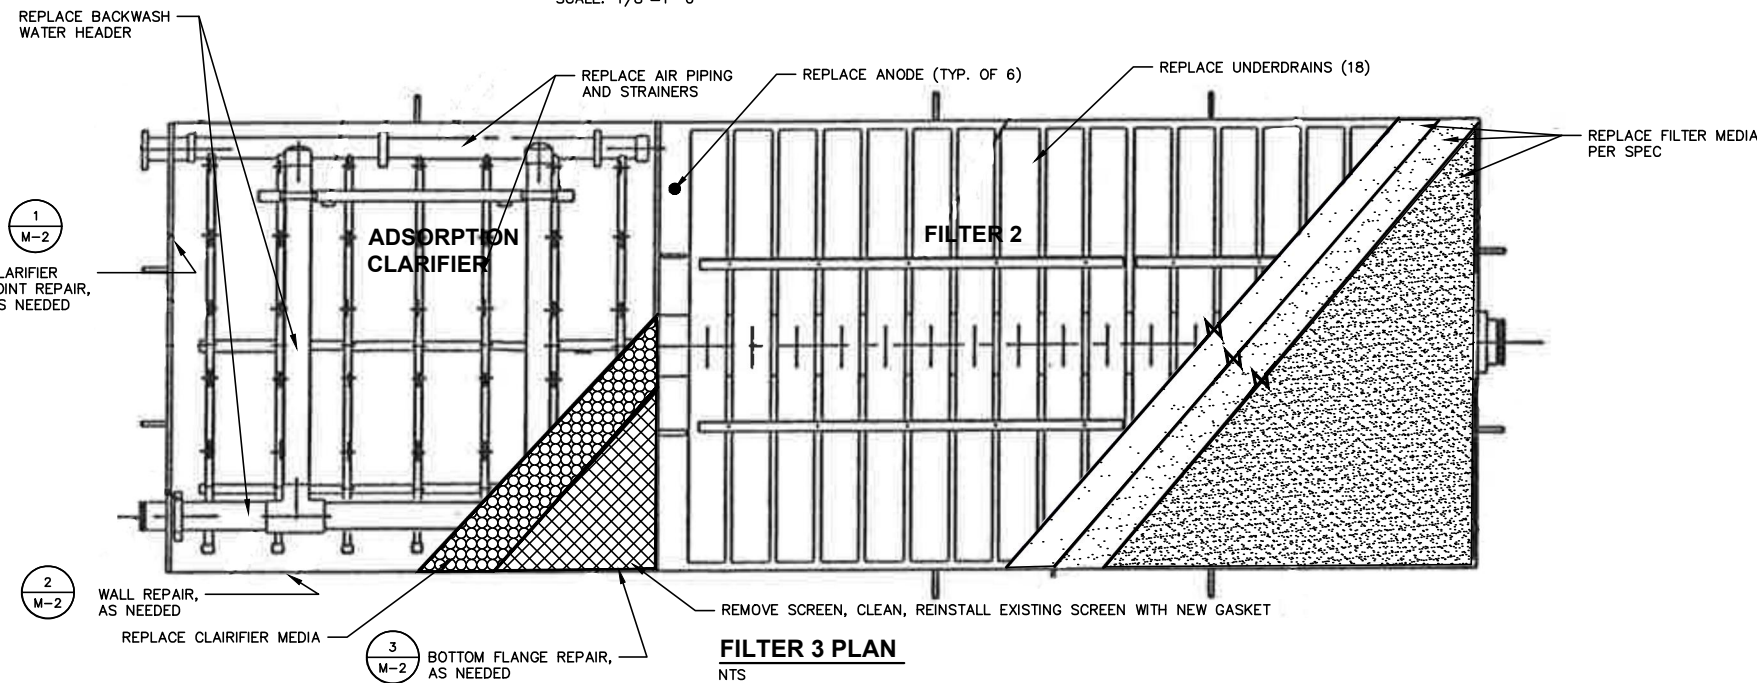 REPLACE BACKWASH
WATER HEADER
REPLACE AIR PIPING
AND STRAINERS
REPLACE ANODE (TYP. OF 6)
REPLACE UNDERDRAINS (18)
REPLACE FILTER MEDIA
PER SPEC
1
M-2
ADSORPTION
CLARIFIER
FILTER 2
LARIFIER
OINT REPAIR,
S NEEDED
2
M-2
WALL REPAIR,
AS NEEDED
REPLACE CLAIRIFIER MEDIA
3
M-2
BOTTOM FLANGE REPAIR,
AS NEEDED
REMOVE SCREEN, CLEAN, REINSTALL EXISTING SCREEN WITH NEW GASKET
FILTER 3 PLAN
NTS